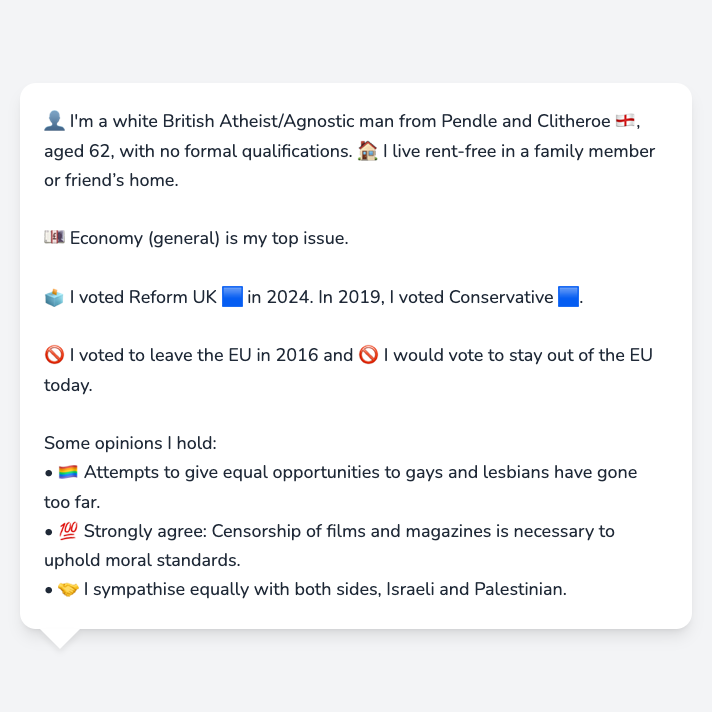 👤 I'm a white British Atheist/Agnostic man from Pendle and Clitheroe 🏴󠁧󠁢󠁥󠁮󠁧󠁿,
aged 62, with no formal qualifications. 🏠 I live rent-free in a family member
or friend’s home.
💷 Economy (general) is my top issue.
🗳️ I voted Reform UK 🟦 in 2024. In 2019, I voted Conservative 🟦.
🚫 I voted to leave the EU in 2016 and 🚫 I would vote to stay out of the EU
today.
Some opinions I hold:
• 🏳️‍🌈 Attempts to give equal opportunities to gays and lesbians have gone
too far.
• 💯 Strongly agree: Censorship of films and magazines is necessary to
uphold moral standards.
• 🤝 I sympathise equally with both sides, Israeli and Palestinian.